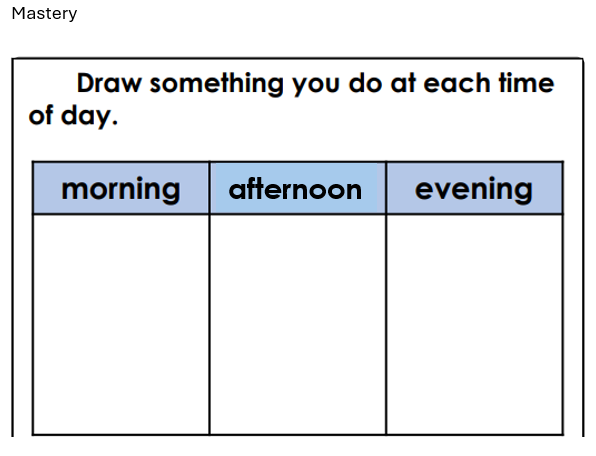 Mastery
Draw something you do at each time
of day.
morning afternoon evening